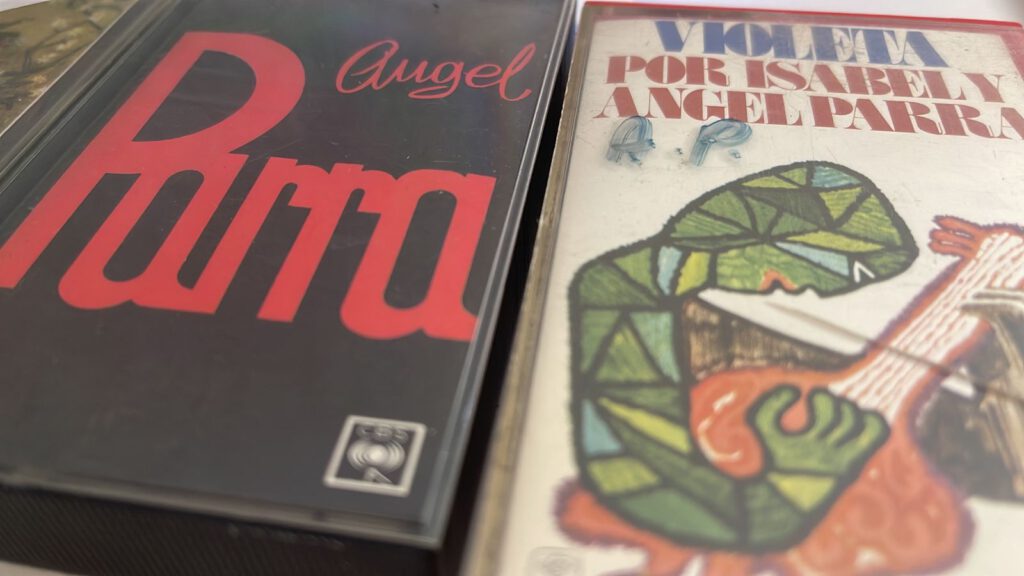 Angel
Parra
VIOLETA
POR ISABEL Y
ANGEL PARRA
A. P.